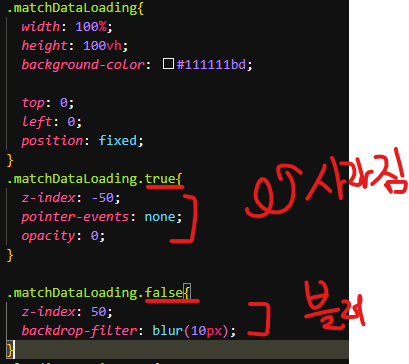 .matchDataLoading{
width: 100%;
height: 100vh;
background-color: #111111bd;
top: 0;
left: 0;
position: fixed;
}
.matchDataLoading.true{
z-index: -50;
pointer-events: none;
opacity: 0;
}
사라짐
.matchDataLoading.false{
z-index: 50;
backdrop-filter: blur(10px);
}
블러